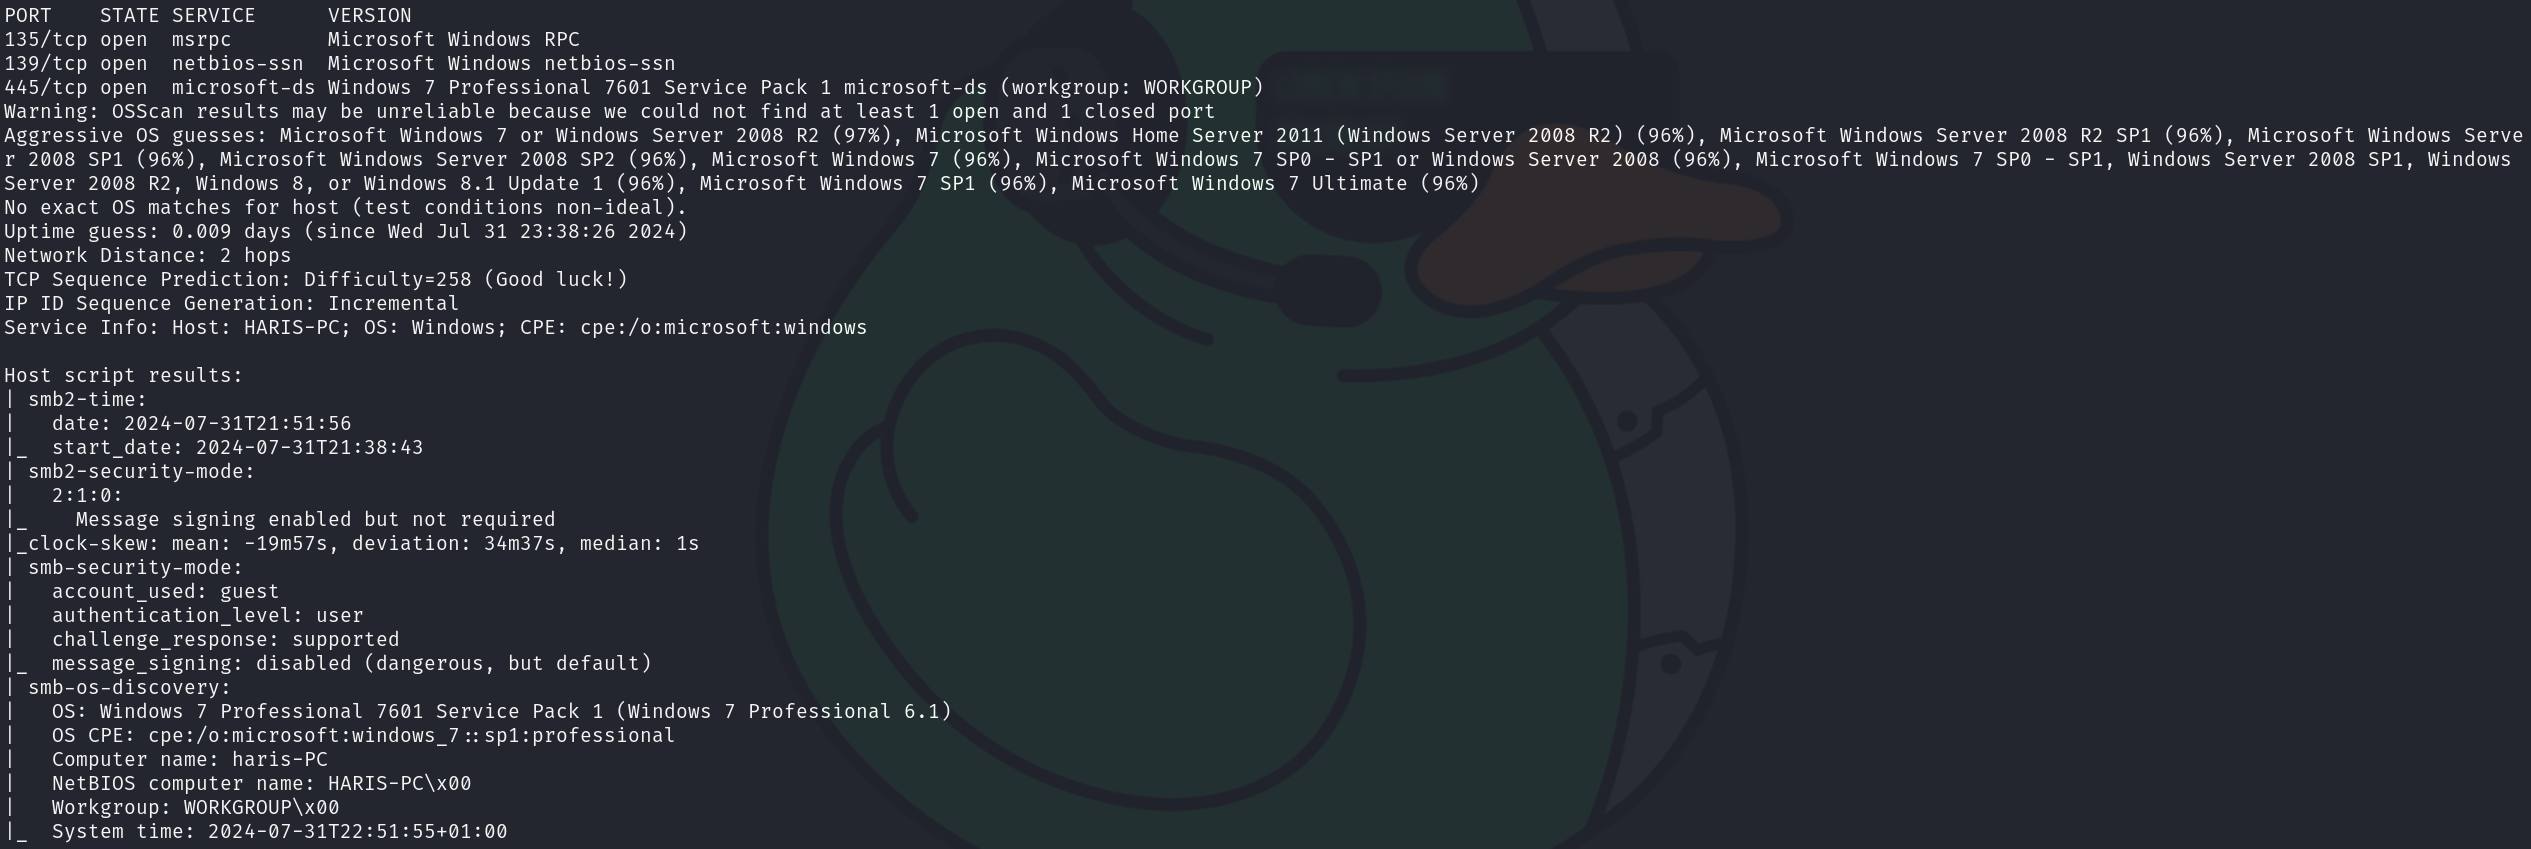 PORT    STATE SERVICE      VERSION
135/tcp open  msrpc        Microsoft Windows RPC
139/tcp open  netbios-ssn  Microsoft Windows netbios-ssn
445/tcp open  microsoft-ds Windows 7 Professional 7601 Service Pack 1 microsoft-ds (workgroup: WORKGROUP)
Warning: OSScan results may be unreliable because we could not find at least 1 open and 1 closed port
Aggressive OS guesses: Microsoft Windows 7 or Windows Server 2008 R2 (97%), Microsoft Windows Home Server 2011 (Windows Server 2008 R2) (96%), Microsoft Windows Server 2008 R2 SP1 (96%), Microsoft Windows Serve
r 2008 SP1 (96%), Microsoft Windows Server 2008 SP2 (96%), Microsoft Windows 7 (96%), Microsoft Windows 7 SP0 - SP1 or Windows Server 2008 (96%), Microsoft Windows 7 SP0 - SP1, Windows Server 2008 SP1, Windows
Server 2008 R2, Windows 8, or Windows 8.1 Update 1 (96%), Microsoft Windows 7 SP1 (96%), Microsoft Windows 7 Ultimate (96%)
No exact OS matches for host (test conditions non-ideal).
Uptime guess: 0.009 days (since Wed Jul 31 23:38:26 2024)
Network Distance: 2 hops
TCP Sequence Prediction: Difficulty=258 (Good luck!)
IP ID Sequence Generation: Incremental
Service Info: Host: HARIS-PC; OS: Windows; CPE: cpe:/o:microsoft:windows

Host script results:
| smb2-time:
|   date: 2024-07-31T21:51:56
|_  start_date: 2024-07-31T21:38:43
| smb2-security-mode:
|   2:1:0:
|_    Message signing enabled but not required
|_clock-skew: mean: -19m57s, deviation: 34m37s, median: 1s
| smb-security-mode:
|   account_used: guest
|   authentication_level: user
|   challenge_response: supported
|_  message_signing: disabled (dangerous, but default)
| smb-os-discovery:
|   OS: Windows 7 Professional 7601 Service Pack 1 (Windows 7 Professional 6.1)
|   OS CPE: cpe:/o:microsoft:windows_7::sp1:professional
|   Computer name: haris-PC
|   NetBIOS computer name: HARIS-PC\x00
|   Workgroup: WORKGROUP\x00
|_  System time: 2024-07-31T22:51:55+01:00